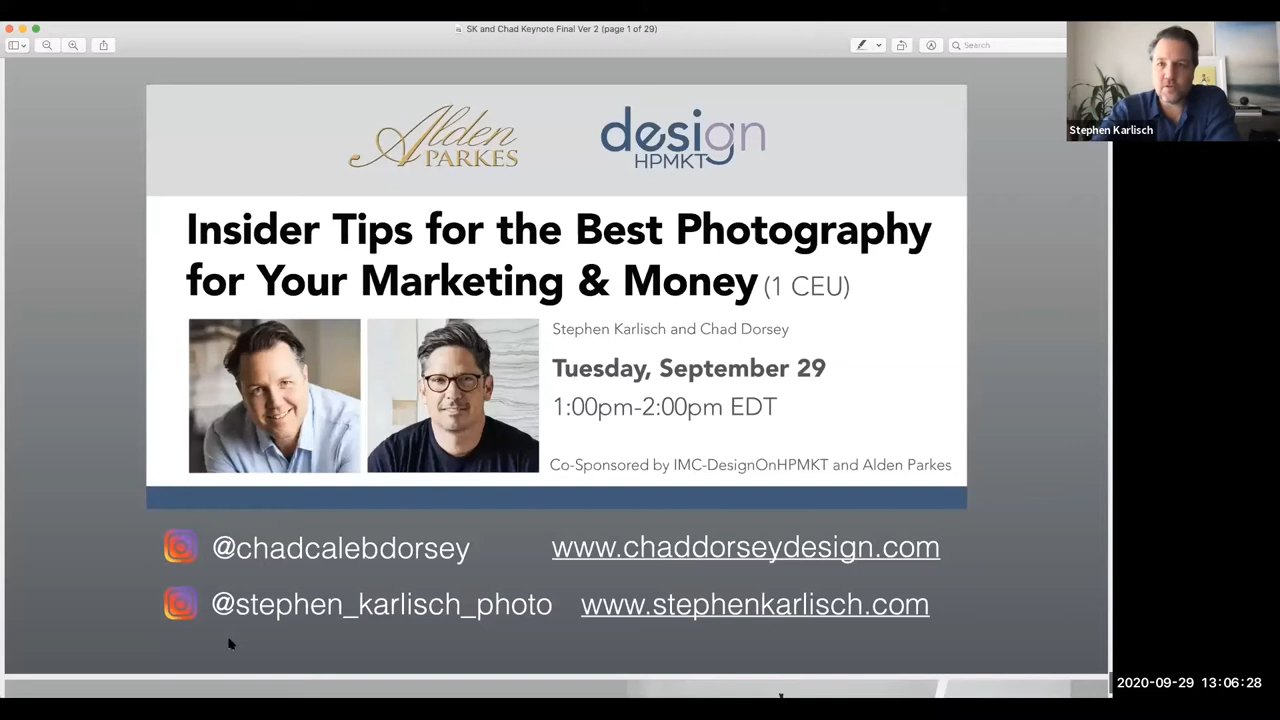 SK and Chad Keynote Final Ver 2 (page 1 of 29)
Search
Stephen Karlisch
Alden
PARKES
design
HPMKT
Insider Tips for the Best Photography
for Your Marketing & Money (1 CEU)
Stephen Karlisch and Chad Dorsey
Tuesday, September 29
1:00pm-2:00pm EDT
Co-Sponsored by IMC-DesignOnHPMKT and Alden Parkes
@chadcalebdorsey www.chaddorseydesign.com
@stephen_karlisch_photo www.stephenkarlisch.com
2020-09-29 13:06:28